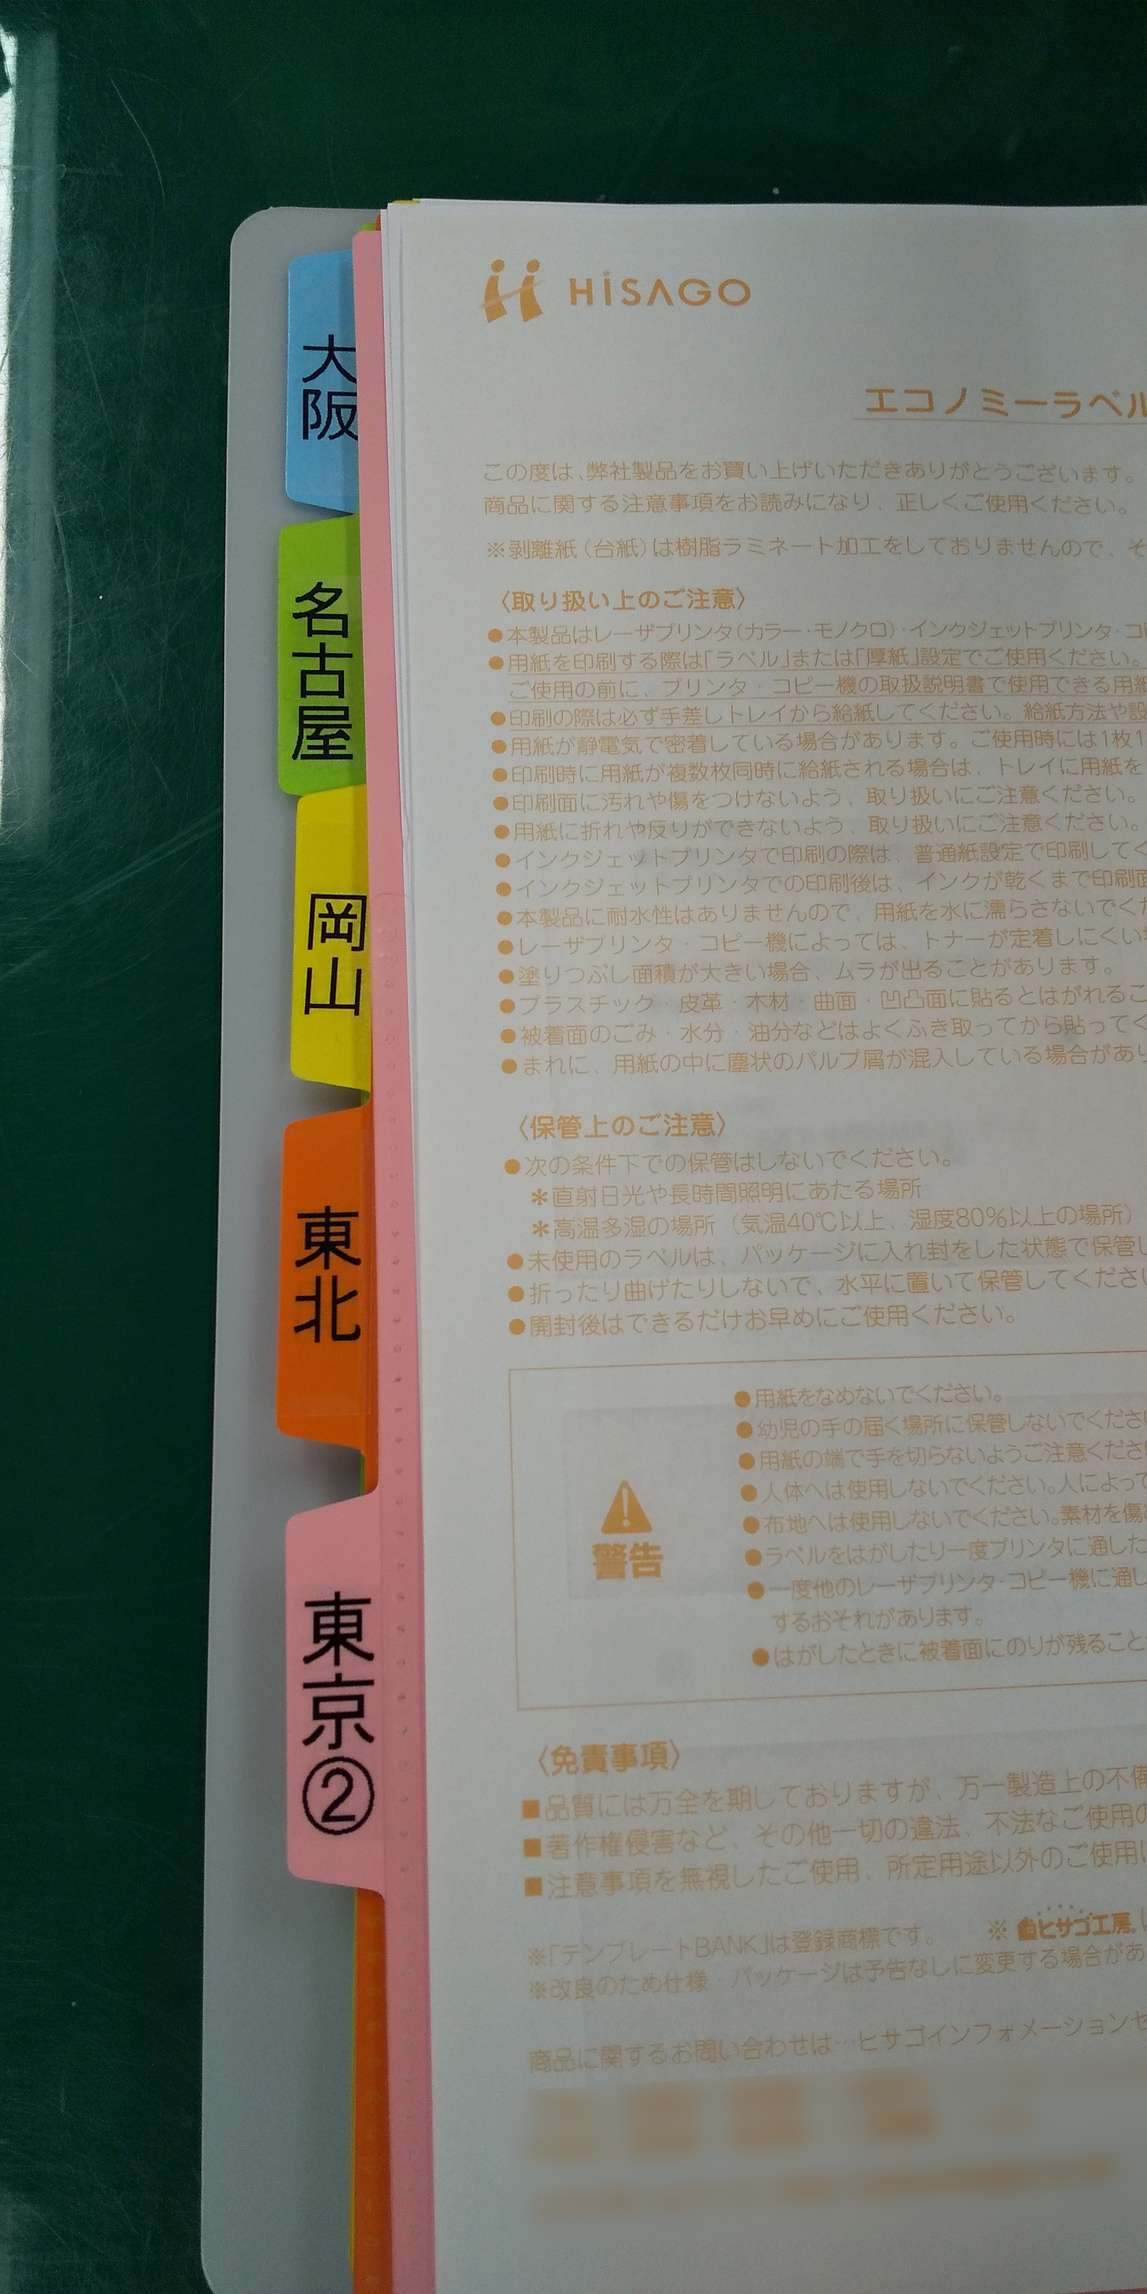 大阪
名古屋
岡山
東北
東京②
HISAGO
エコノミーラベル
この度は、弊社製品をお買い上げいただきありがとうございます。
商品に関する注意事項をお読みになり、正しくご使用ください。
※剥離紙(台紙)は樹脂ラミネート加工をしておりませんので、そ
〈取り扱い上のご注意〉
●本製品はレーザプリンタ(カラー・モノクロ)・インクジェットプリンタ・コ
●用紙を印刷する際は「ラベル」または「厚紙」設定でご使用ください。
ご使用の前に、プリンタ・コピー機の取扱説明書で使用できる用紙
●印刷の際は必ず手差しトレイから給紙してください。給紙方法や設
●用紙が静電気で密着している場合があります。ご使用時には1枚1
●印刷時に用紙が複数枚同時に給紙される場合は、トレイに用紙を
●印刷面に汚れや傷をつけないよう、取り扱いにご注意ください。
●用紙に折れや反りができないよう、取り扱いにご注意ください。
●インクジェットプリンタで印刷の際は、普通紙設定で印刷してく
●インクジェットプリンタでの印刷後は、インクが乾くまで印刷面
●本製品に耐水性はありませんので、用紙を水に濡らさないでくだ
●レーザプリンタ・コピー機によっては、トナーが定着しにくい
●塗りつぶし面積が大きい場合、ムラが出ることがあります。
●プラスチック・皮革・木材・曲面・凹凸面に貼るとはがれるこ
●被着面のごみ・水分・油分などはよくふき取ってから貼ってく
●まれに、用紙の中に塵状のパルプ屑が混入している場合があり
〈保管上のご注意〉
●次の条件下での保管はしないでください。
＊直射日光や長時間照明にあたる場所
＊高温多湿の場所（気温40℃以上、湿度80％以上の場所）
●未使用のラベルは、パッケージに入れ封をした状態で保管し
●折ったり曲げたりしないで、水平に置いて保管してくださ
●開封後はできるだけお早めにご使用ください。
警告
●用紙をなめないでください。
●幼児の手の届く場所に保管しないでくださ
●用紙の端で手を切らないようご注意くださ
●人体へは使用しないでください。人によって
●布地へは使用しないでください。素材を傷
●ラベルをはがしたり一度プリンタに通した
●一度他のレーザプリンタ・コピー機に通し
するおそれがあります。
●はがしたときに被着面にのりが残ること
〈免責事項〉
■品質には万全を期しておりますが、万一製造上の不備
■著作権侵害など、その他一切の違法、不法なご使用の
■注意事項を無視したご使用、所定用途以外のご使用に
※「テンプレートBANK」は登録商標です。 ※ヒサゴ工房
※改良のため仕様・パッケージは予告なしに変更する場合があ
商品に関するお問い合わせは…ヒサゴインフォメーションセ